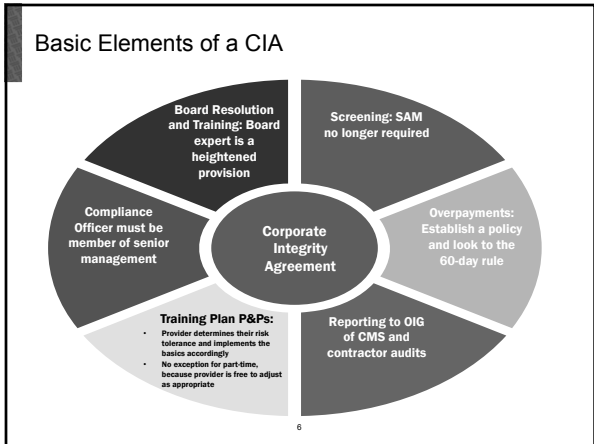 Basic Elements of a CIA
Board Resolution
and Training: Board
expert is a
heightened
provision
Screening: SAM
no longer required
Compliance
Officer must be
member of senior
management
Corporate
Integrity
Agreement
Overpayments:
Establish a policy
and look to the
60-day rule
Training Plan P&Ps:
• Provider determines their risk
tolerance and implements the
basics accordingly
• No exception for part-time,
because provider is free to adjust
as appropriate
Reporting to OIG
of CMS and
contractor audits
6